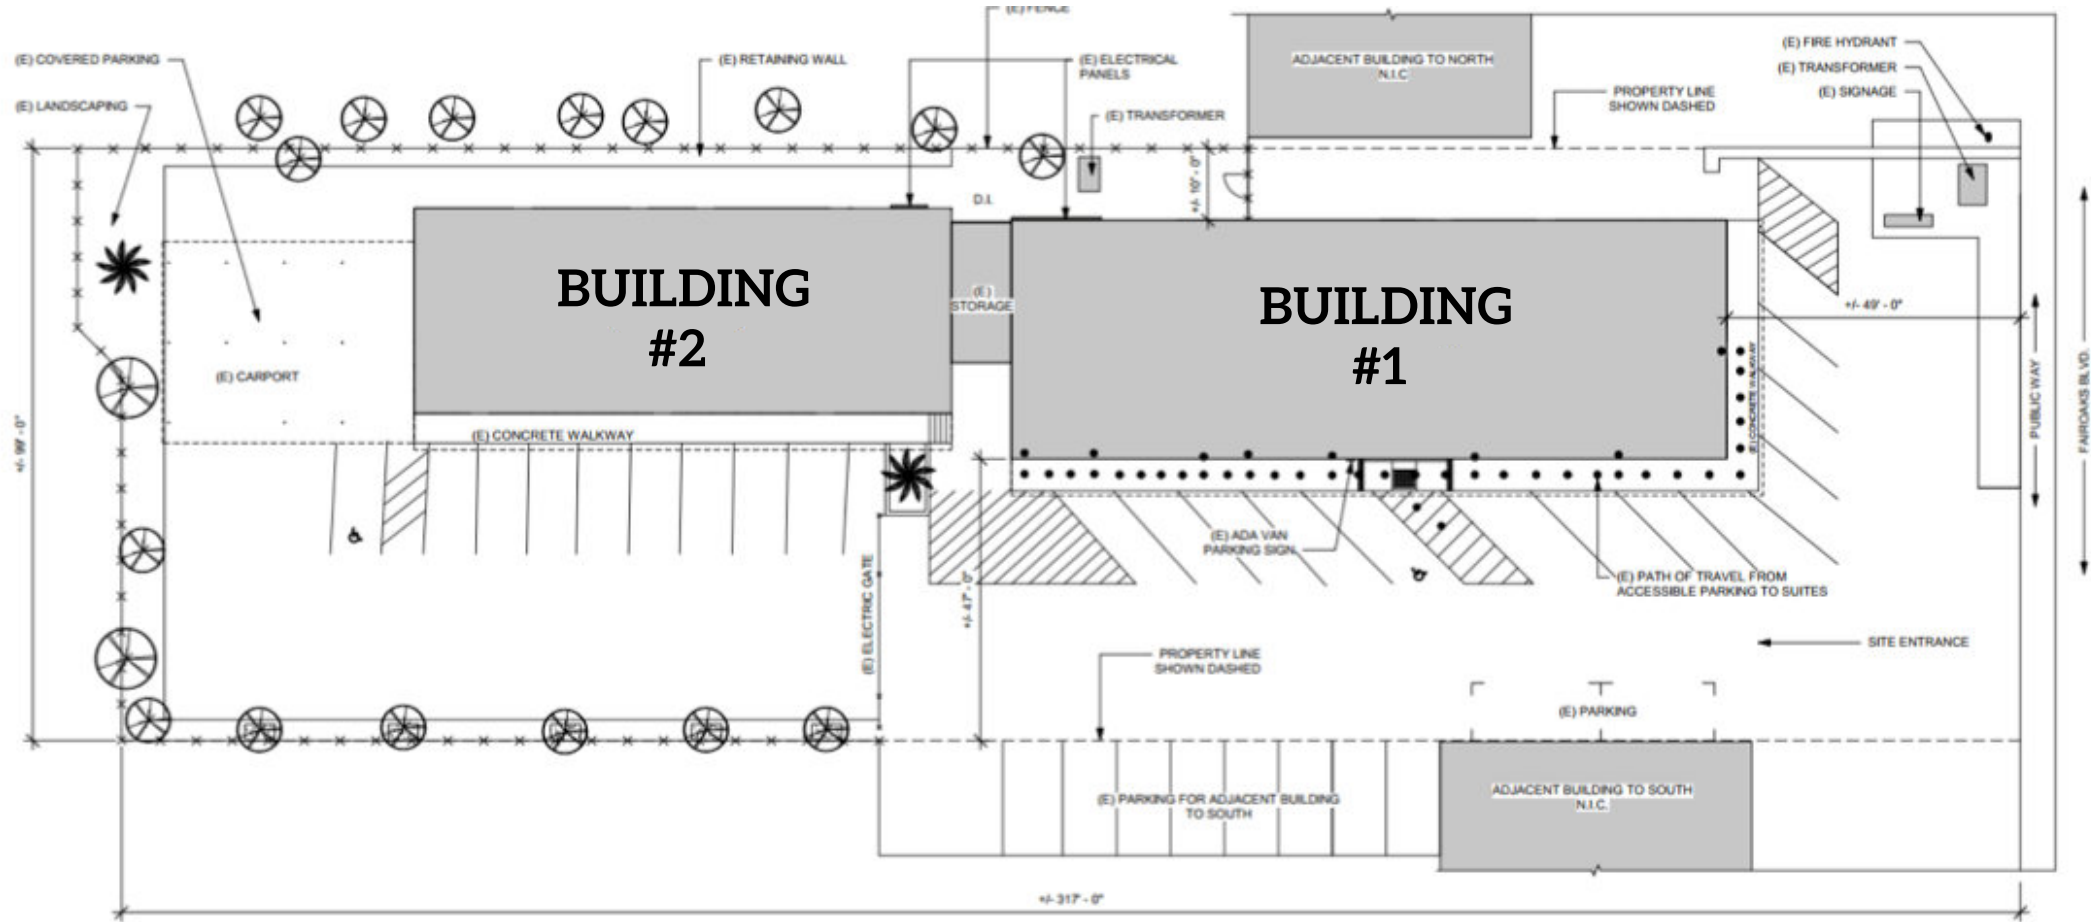 (E) FENCE
(E) COVERED PARKING
(E) RETAINING WALL
(E) ELECTRICAL
PANELS
ADJACENT BUILDING TO NORTH
N.I.C
(E) FIRE HYDRANT
(E) TRANSFORMER
(E) SIGNAGE
PROPERTY LINE
SHOWN DASHED
(E) LANDSCAPING
(E) TRANSFORMER
+/- 10' - 0"
D.I.
BUILDING
#2
(E)
STORAGE
BUILDING
#1
+/- 49' - 0"
(E) CARPORT
(E) CONCRETE WALKWAY
PUBLIC WAY
FAIROAKS BLVD.
+/- 99' - 0"
(E) CONCRETE WALKWAY
(E) ADA VAN
PARKING SIGN
(E) PATH OF TRAVEL FROM
ACCESSIBLE PARKING TO SUITES
(E) ELECTRIC GATE
+/- 47' - 0"
SITE ENTRANCE
PROPERTY LINE
SHOWN DASHED
(E) PARKING
(E) PARKING FOR ADJACENT BUILDING
TO SOUTH
ADJACENT BUILDING TO SOUTH
N.I.C.
+/- 317' - 0"